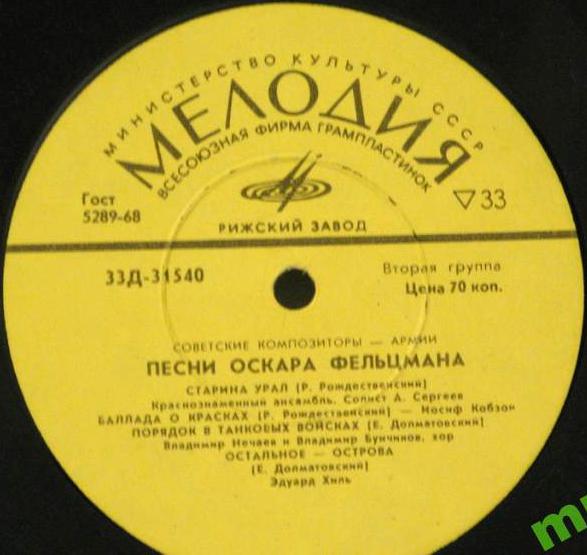 МИНИСТЕРСТВО КУЛЬТУРЫ СССР
МЕЛОДИЯ
ВСЕСОЮЗНАЯ ФИРМА ГРАМПЛАСТИНОК
Гост
5289-68
▽33
РИЖСКИЙ ЗАВОД
33Д-31540
Вторая группа
Цена 70 коп.
СОВЕТСКИЕ КОМПОЗИТОРЫ — АРМИИ
ПЕСНИ ОСКАРА ФЕЛЬЦМАНА
СТАРИНА УРАЛ (Р. Рождественский)
Краснознаменный ансамбль. Солист А. Сергеев
БАЛЛАДА О КРАСКАХ (Р. Рождественский) — Иосиф Кобзон
ПОРЯДОК В ТАНКОВЫХ ВОЙСКАХ (Е. Долматовский)
Владимир Нечаев и Владимир Бунчиков, хор
ОСТАЛЬНОЕ — ОСТРОВА
(Е. Долматовский)
Эдуард Хиль